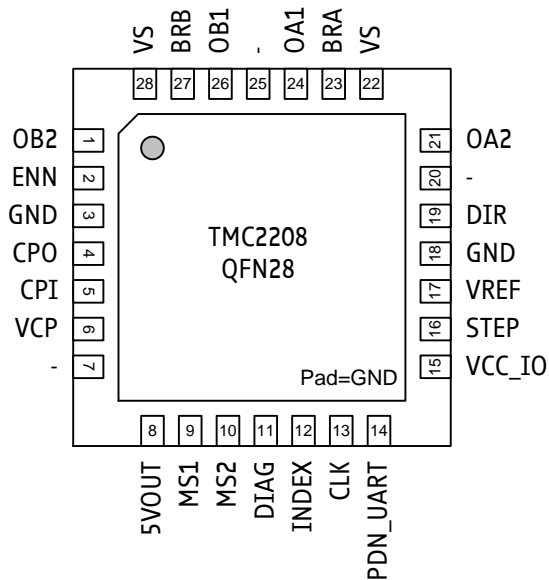 VS BRB OB1 - OA1 BRA VS
28 27 26 25 24 23 22
OB2 1
ENN 2
GND 3
CPO 4
CPI 5
VCP 6
- 7
TMC2208
QFN28
Pad=GND
21 OA2
20 -
19 DIR
18 GND
17 VREF
16 STEP
15 VCC_IO
8 9 10 11 12 13 14
5VOUT MS1 MS2 DIAG INDEX CLK PDN_UART